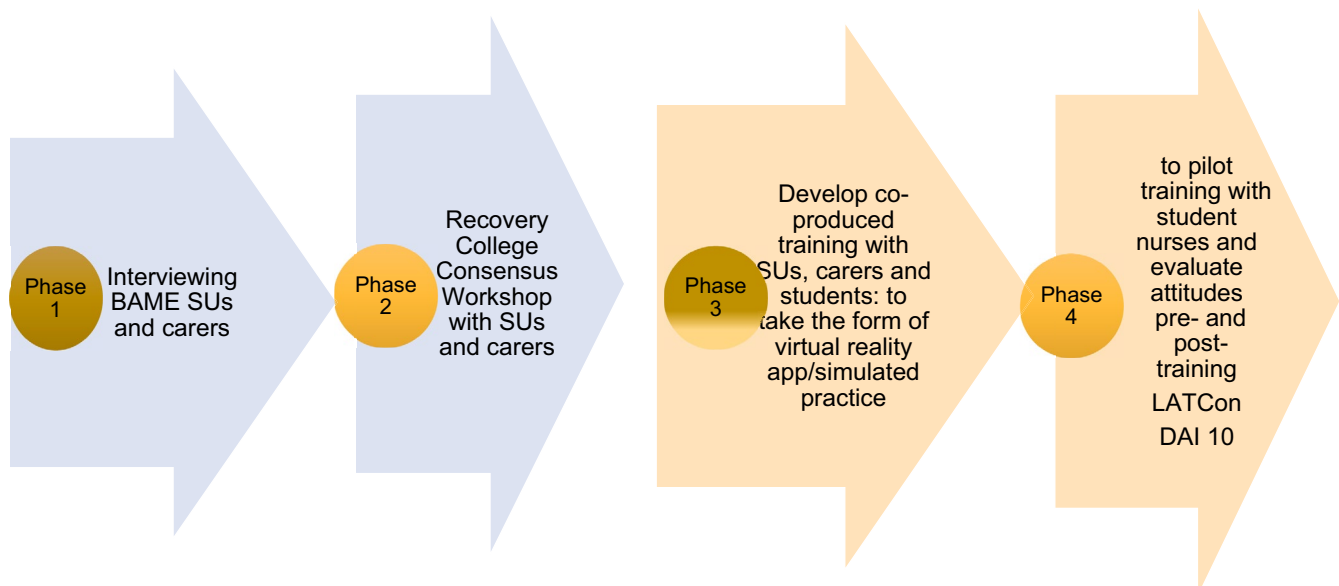 Phase
1
Interviewing
BAME SUs
and carers
Phase
2
Recovery
College
Consensus
Workshop
with SUs
and carers
Phase
3
Develop co-
produced
training with
SUs, carers and
students: to
take the form of
virtual reality
app/simulated
practice
Phase
4
to pilot
training with
student
nurses and
evaluate
attitudes
pre- and
post-
training
LATCon
DAI 10